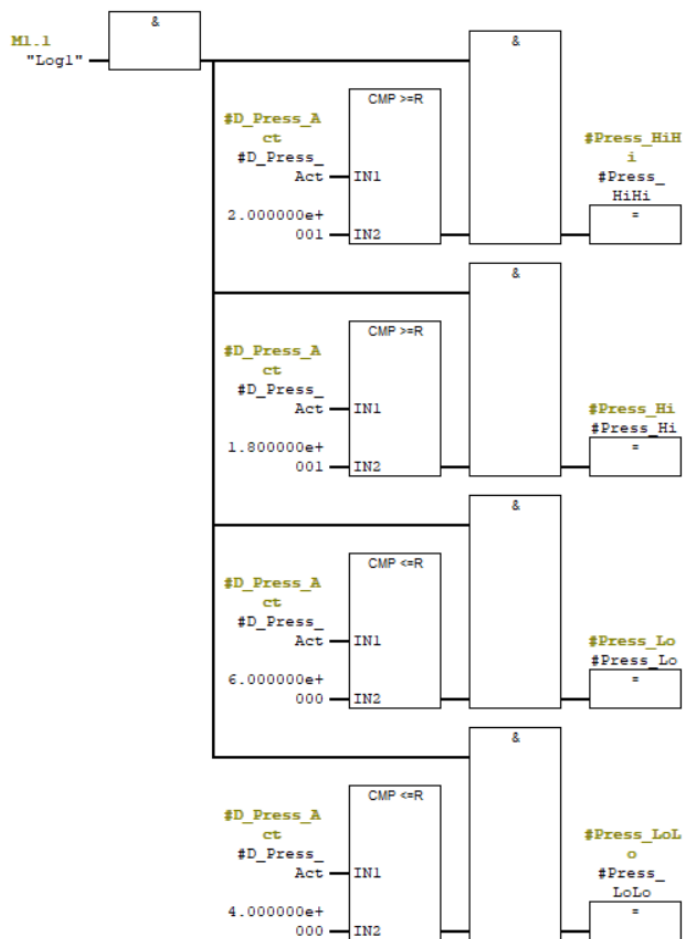 &
M1.1
"Log1"
&
CMP >=R
#D_Press_A
ct
#D_Press_
Act
IN1
2.000000e+
001
IN2
#Press_HiH
i
#Press_
HiHi
=
&
CMP >=R
#D_Press_A
ct
#D_Press_
Act
IN1
1.800000e+
001
IN2
#Press_Hi
#Press_Hi
=
&
CMP <=R
#D_Press_A
ct
#D_Press_
Act
IN1
6.000000e+
000
IN2
#Press_Lo
#Press_Lo
=
&
CMP <=R
#D_Press_A
ct
#D_Press_
Act
IN1
4.000000e+
000
IN2
#Press_LoL
o
#Press_
LoLo
=